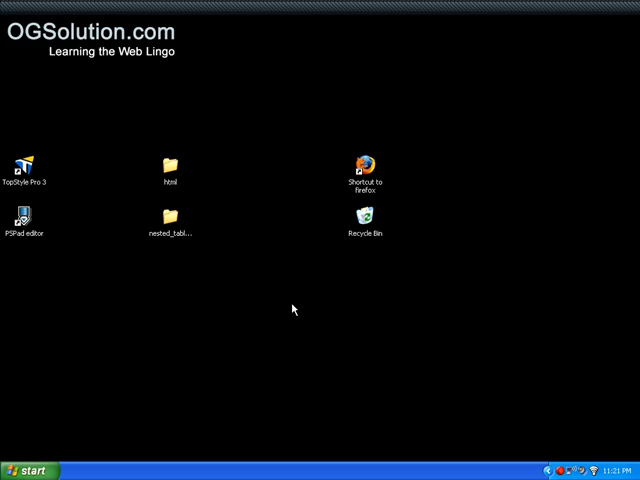 OGSolution.com
Learning the Web Lingo
TopStyle Pro 3
html
Shortcut to
firefox
PSPad editor
nested_tabl...
Recycle Bin
start
11:21 PM